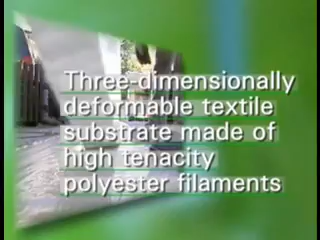 Three-dimensionally
deformable textile
substrate made of
high tenacity
polyester filaments